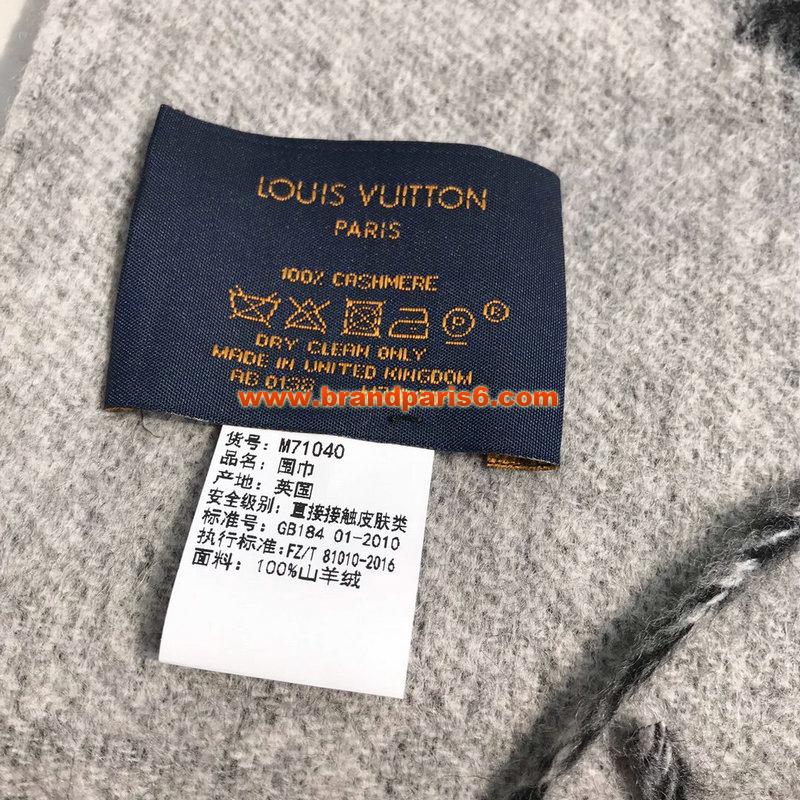 LOUIS VUITTON
PARIS
100% CASHMERE
DRY CLEAN ONLY
MADE IN UNITED KINGDOM
AB 0138
www.brandparis6.com
货号：M71040
品名：围巾
产地：英国
安全级别：直接接触皮肤类
标准号：GB184 01-2010
执行标准：FZ/T 81010-2016
面料：100%山羊绒